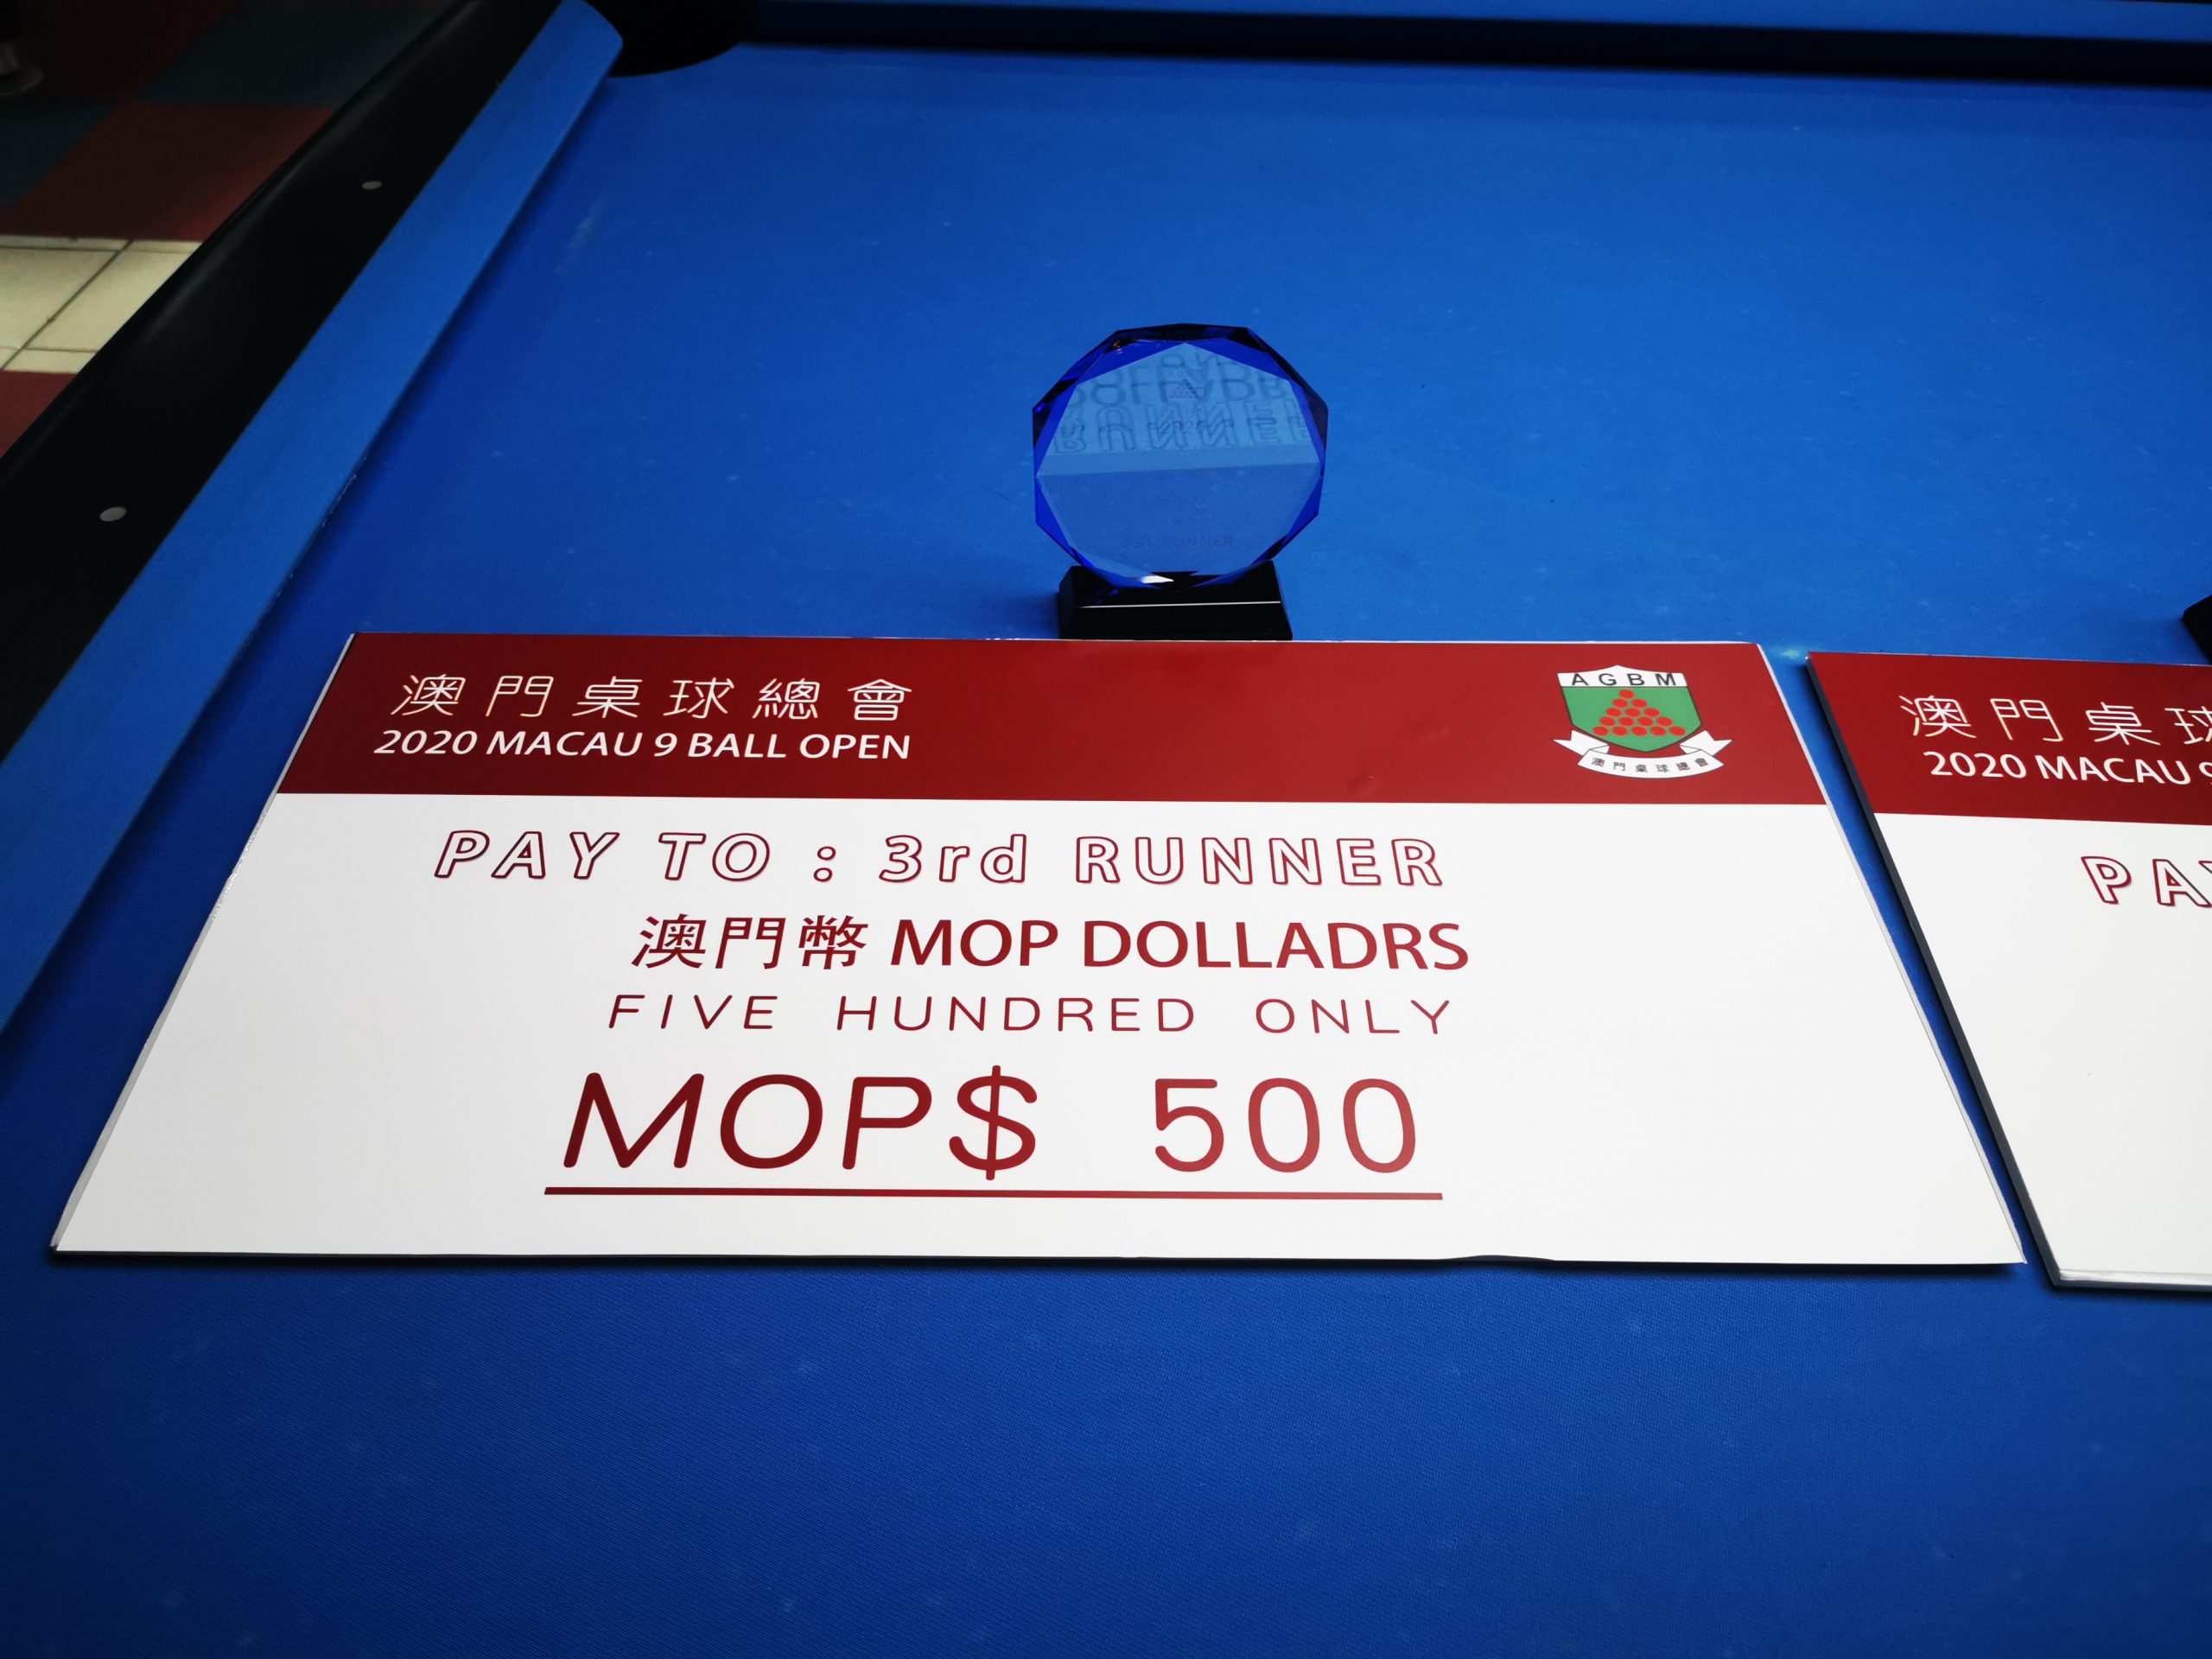 澳門桌球總會
2020 MACAU 9 BALL OPEN
AGBM
澳門桌球總會
PAY TO : 3rd RUNNER
澳門幣 MOP DOLLADRS
FIVE HUNDRED ONLY
MOP$ 500
澳門桌球
2020 MACAU 9
PAY
RUNNER